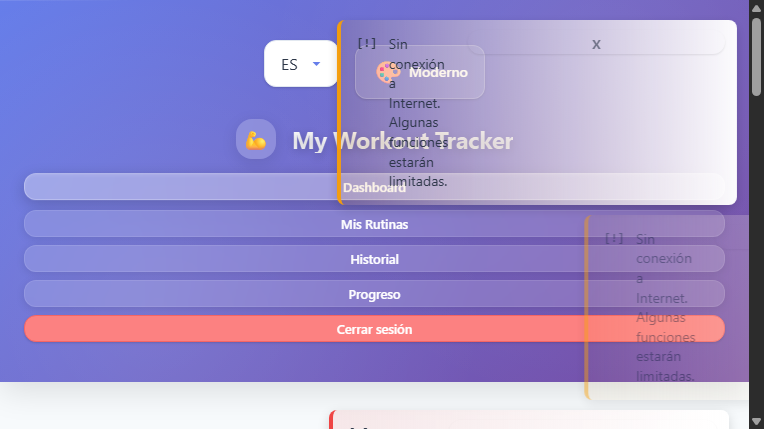 ES
Moderno
[!]
Sin
conexión
a
Internet.
Algunas
funciones
estarán
limitadas.
X
My Workout Tracker
Dashboard
Mis Rutinas
Historial
Progreso
Cerrar sesión
[!]
Sin
conexión
a
Internet.
Algunas
funciones
estarán
limitadas.